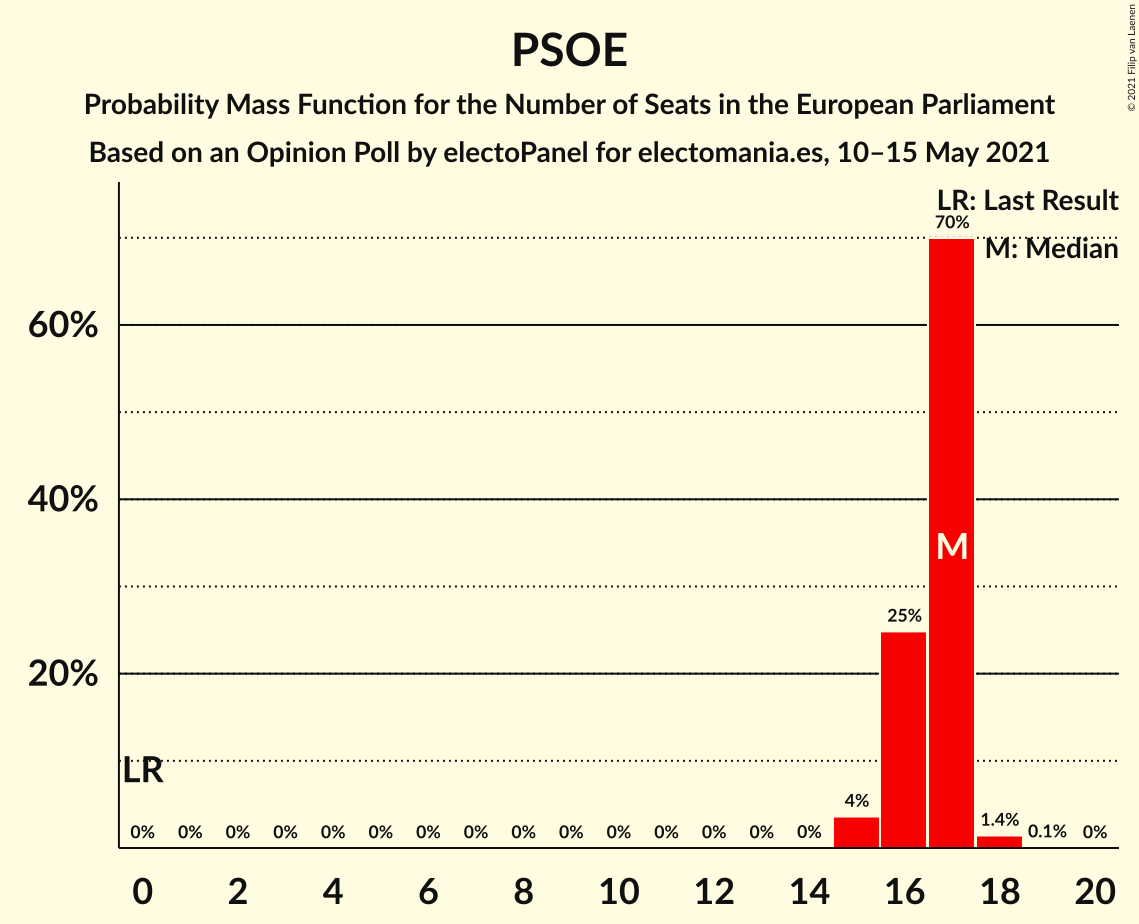 PSOE
Probability Mass Function for the Number of Seats in the European Parliament
Based on an Opinion Poll by electoPanel for electomania.es, 10–15 May 2021
© 2021 Filip van Laenen
LR: Last Result
M: Median
70%
60%
40%
M
25%
20%
LR
0% 0% 0% 0% 0% 0% 0% 0% 0% 0% 0% 0% 0% 0% 0% 4% 1.4% 0.1% 0%
0 2 4 6 8 10 12 14 16 18 20